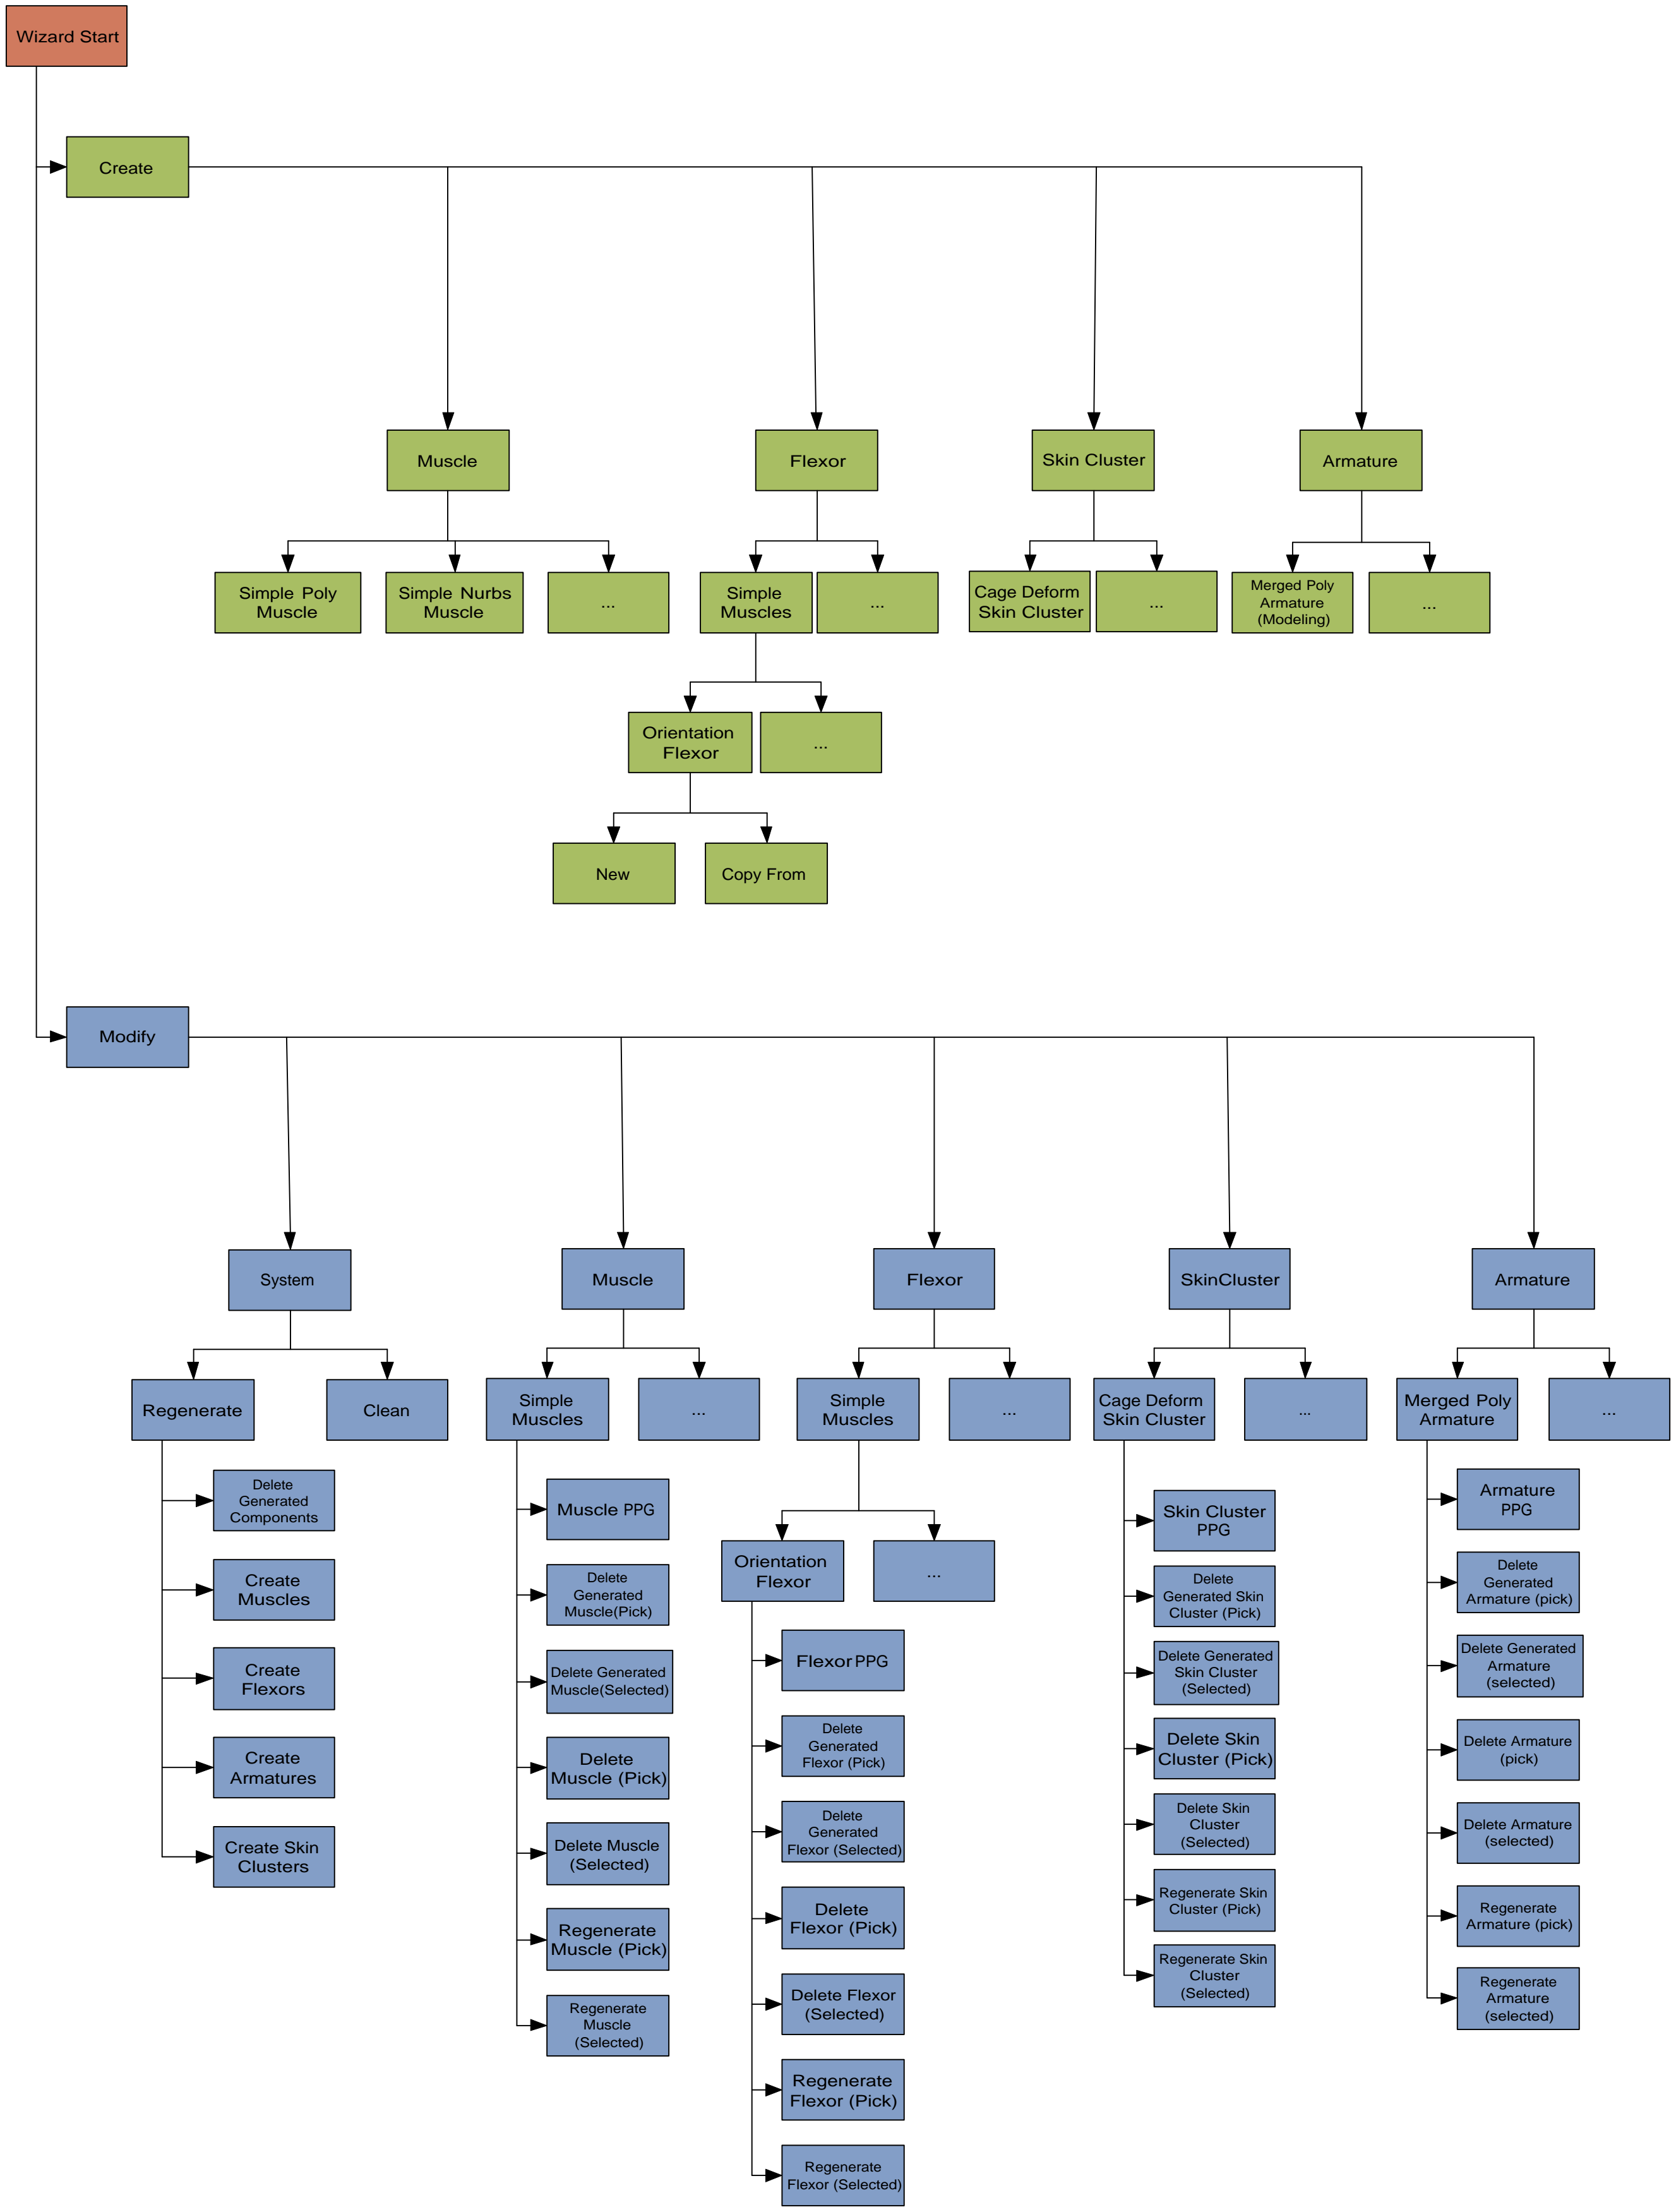 Wizard Start
Create
Muscle
Flexor
Skin Cluster
Armature
Simple Poly
Muscle
Simple Nurbs
Muscle
...
Simple
Muscles
...
Cage Deform
Skin Cluster
...
Merged Poly
Armature
(Modeling)
...
Orientation
Flexor
...
New
Copy From
Modify
System
Muscle
Flexor
SkinCluster
Armature
Regenerate
Clean
Simple
Muscles
...
Simple
Muscles
...
Cage Deform
Skin Cluster
...
Merged Poly
Armature
...
Delete
Generated
Components
Create
Muscles
Create
Flexors
Create
Armatures
Create Skin
Clusters
Muscle PPG
Delete
Generated
Muscle(Pick)
Delete Generated
Muscle(Selected)
Delete
Muscle (Pick)
Delete Muscle
(Selected)
Regenerate
Muscle (Pick)
Regenerate
Muscle
(Selected)
Orientation
Flexor
...
Flexor PPG
Delete
Generated
Flexor (Pick)
Delete
Generated
Flexor (Selected)
Delete
Flexor (Pick)
Delete Flexor
(Selected)
Regenerate
Flexor (Pick)
Regenerate
Flexor (Selected)
Skin Cluster
PPG
Delete
Generated Skin
Cluster (Pick)
Delete Generated
Skin Cluster
(Selected)
Delete Skin
Cluster (Pick)
Delete Skin
Cluster
(Selected)
Regenerate Skin
Cluster (Pick)
Regenerate Skin
Cluster
(Selected)
Armature
PPG
Delete
Generated
Armature (pick)
Delete Generated
Armature
(selected)
Delete Armature
(pick)
Delete Armature
(selected)
Regenerate
Armature (pick)
Regenerate
Armature
(selected)